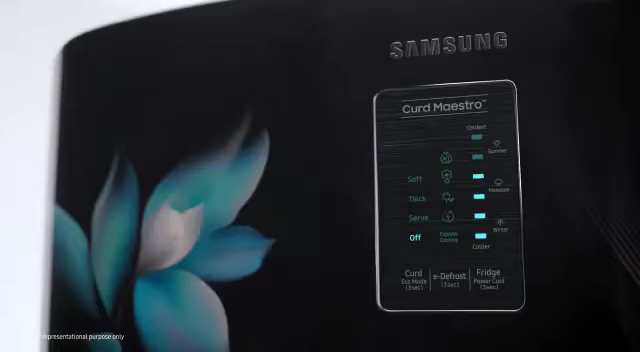 SAMSUNG
Curd Maestro™
Coldest
Summer
Soft
Monsoon
Thick
Serve
Winter
Off
Express
Cooling
Colder
Curd
Eco Mode
(3sec)
e-Defrost
(3sec)
Fridge
Power Cool
(3sec)
representational purpose only